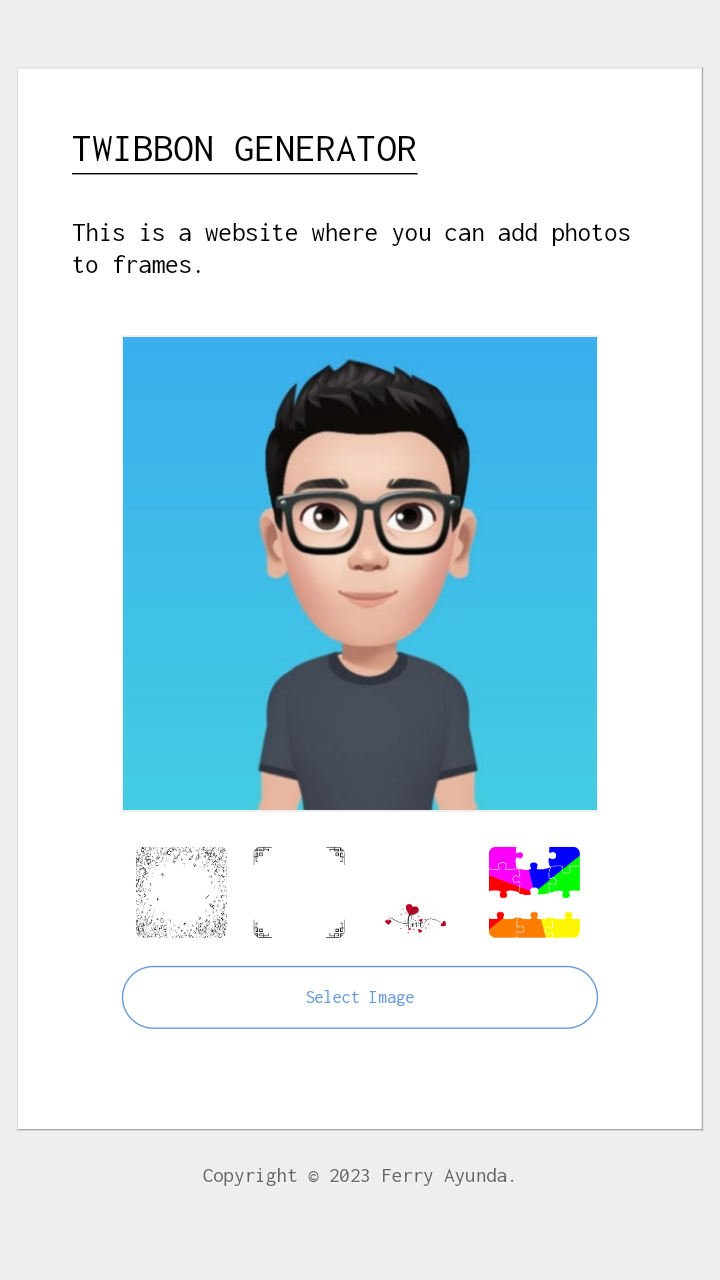 TWIBBON GENERATOR
This is a website where you can add photos
to frames.
Select Image
Copyright © 2023 Ferry Ayunda.